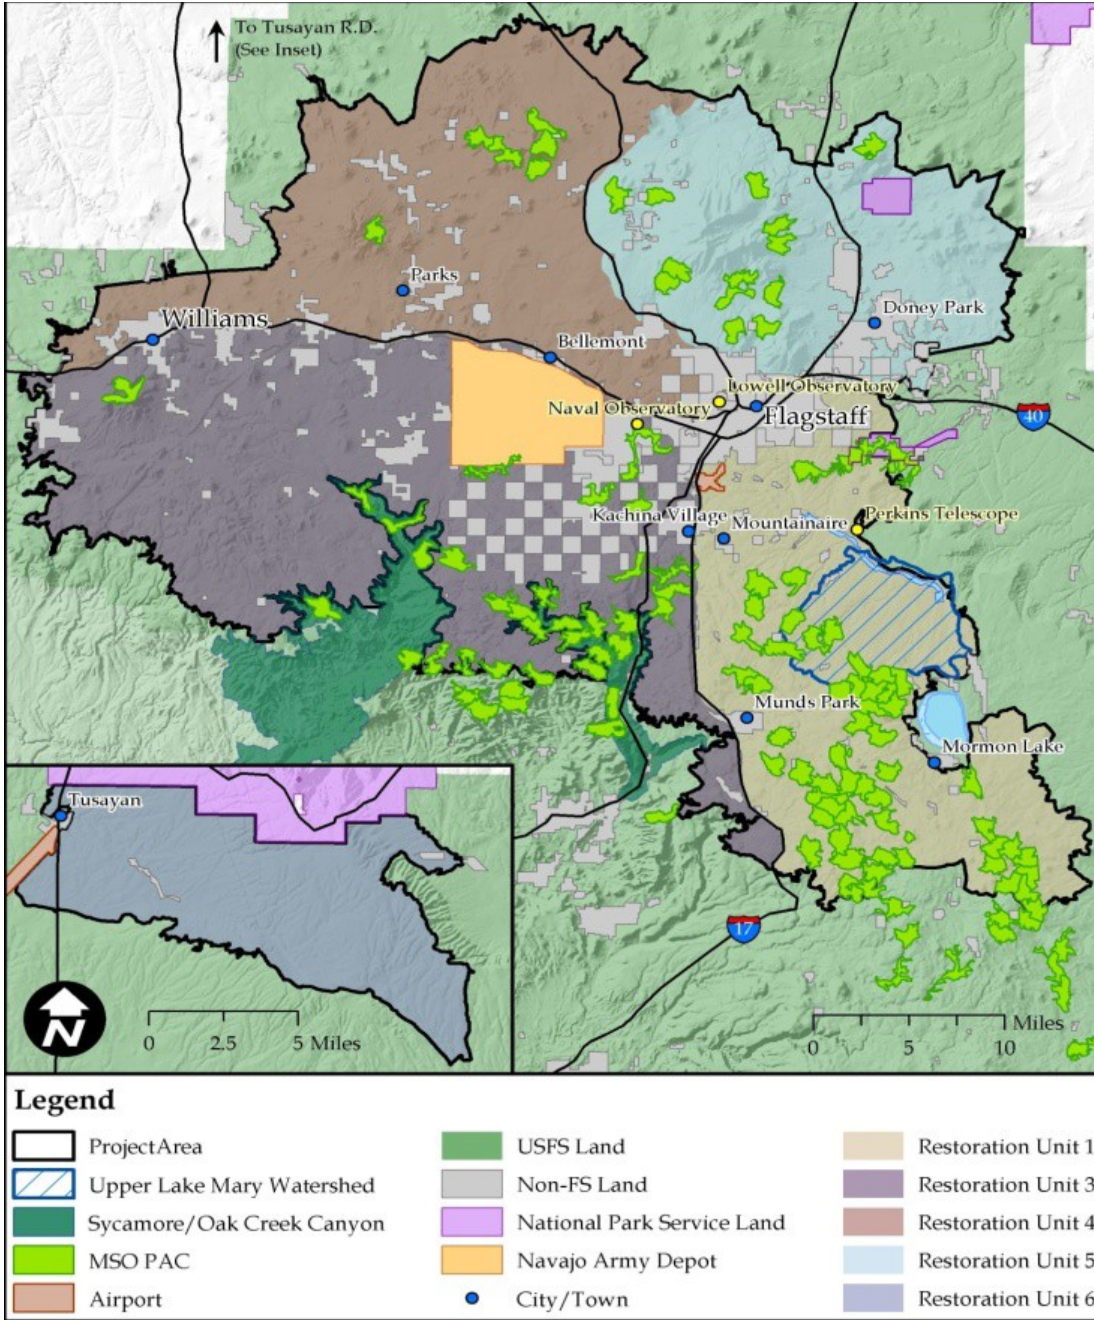 To Tusayan R.D.
(See Inset)
Parks
Williams
Doney Park
Bellemont
Lowell Observatory
Naval Observatory
Flagstaff
40
Kachina Village
Mountainaire
Perkins Telescope
Munds Park
Mormon Lake
Tusayan
17
N
0 2.5 5 Miles
Miles
0 5 10
Legend
ProjectArea
Upper Lake Mary Watershed
Sycamore/Oak Creek Canyon
MSO PAC
Airport
USFS Land
Non-FS Land
National Park Service Land
Navajo Army Depot
City/Town
Restoration Unit 1
Restoration Unit 3
Restoration Unit 4
Restoration Unit 5
Restoration Unit 6